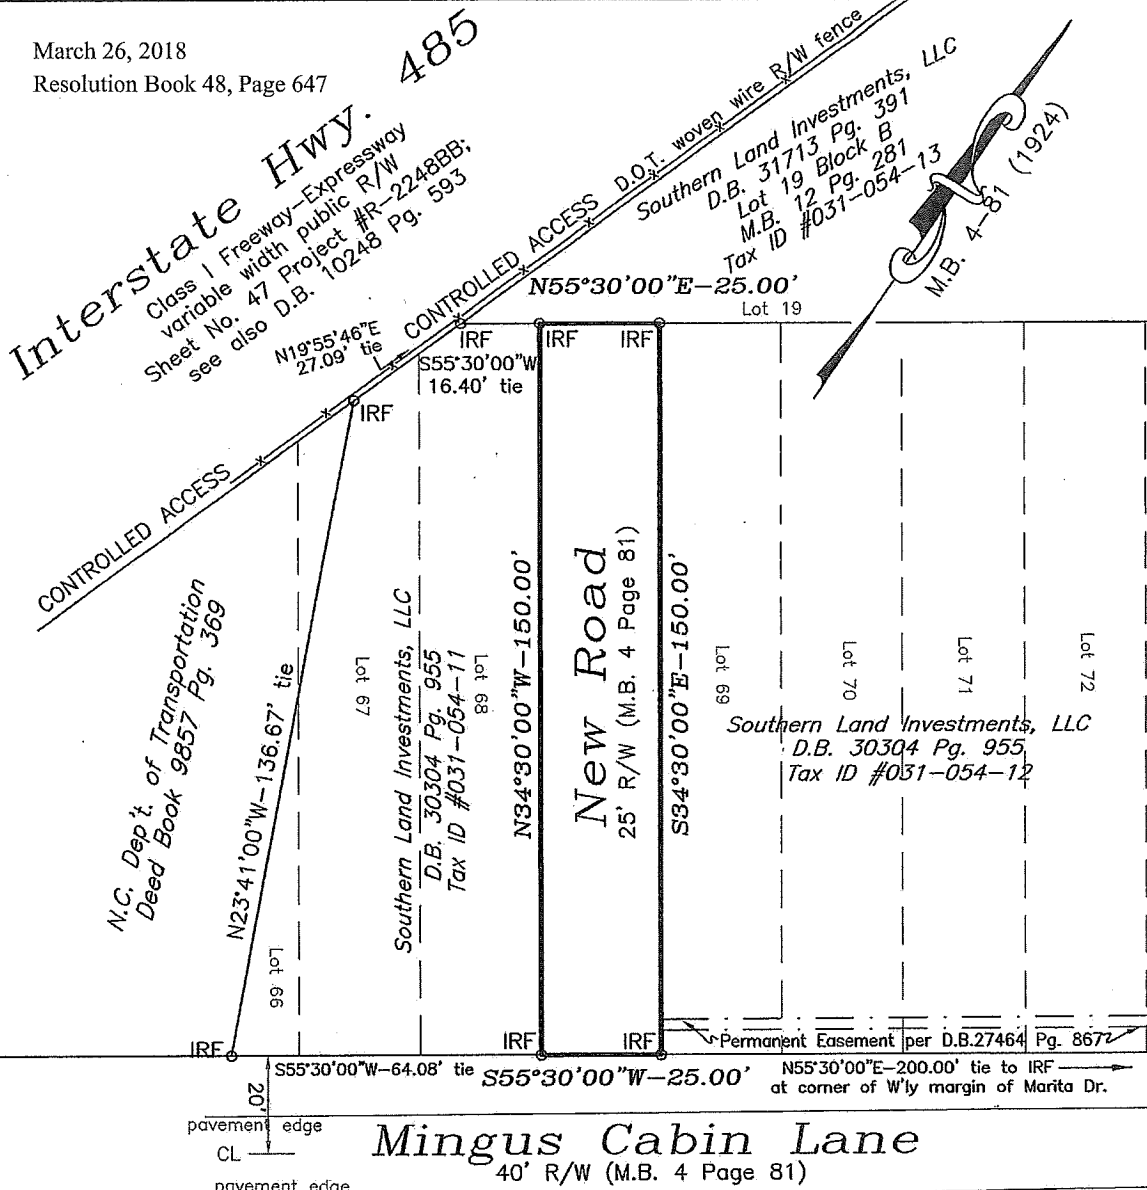 March 26, 2018
Resolution Book 48, Page 647
Interstate Hwy. 485
Class I Freeway—Expressway
variable width public R/W
Sheet No. 47 Project #R—2248BB;
see also D.B. 10248 Pg. 593
CONTROLLED ACCESS
D.O.T. woven wire R/W fence
Southern Land Investments, LLC
D.B. 31713 Pg. 391
Lot 19 Block B
M.B. 12 Pg. 281
Tax ID #031—054—13
M.B. 4—81 (1924)
N55°30'00"E—25.00'
Lot 19
N19°55'46"E
27.09' tie
IRF
IRF
IRF
S55°30'00"W
16.40' tie
IRF
CONTROLLED ACCESS
N.C. Dep't. of Transportation
Deed Book 9857 Pg. 369
N23°41'00"W—136.67' tie
Lot 66
Lot 67
Southern Land Investments, LLC
D.B. 30304 Pg. 955
Tax ID #031—054—11
Lot 68
N34°30'00"W—150.00'
New Road
25' R/W (M.B. 4 Page 81)
S34°30'00"E—150.00'
Lot 69
Lot 70
Lot 71
Lot 72
Southern Land Investments, LLC
D.B. 30304 Pg. 955
Tax ID #031—054—12
IRF
IRF
IRF
Permanent Easement per D.B.27464 Pg. 867
S55°30'00"W—64.08' tie
S55°30'00"W—25.00'
N55°30'00"E—200.00' tie to IRF
at corner of W'ly margin of Marita Dr.
20'
pavement edge
CL
Mingus Cabin Lane
40' R/W (M.B. 4 Page 81)
pavement edge